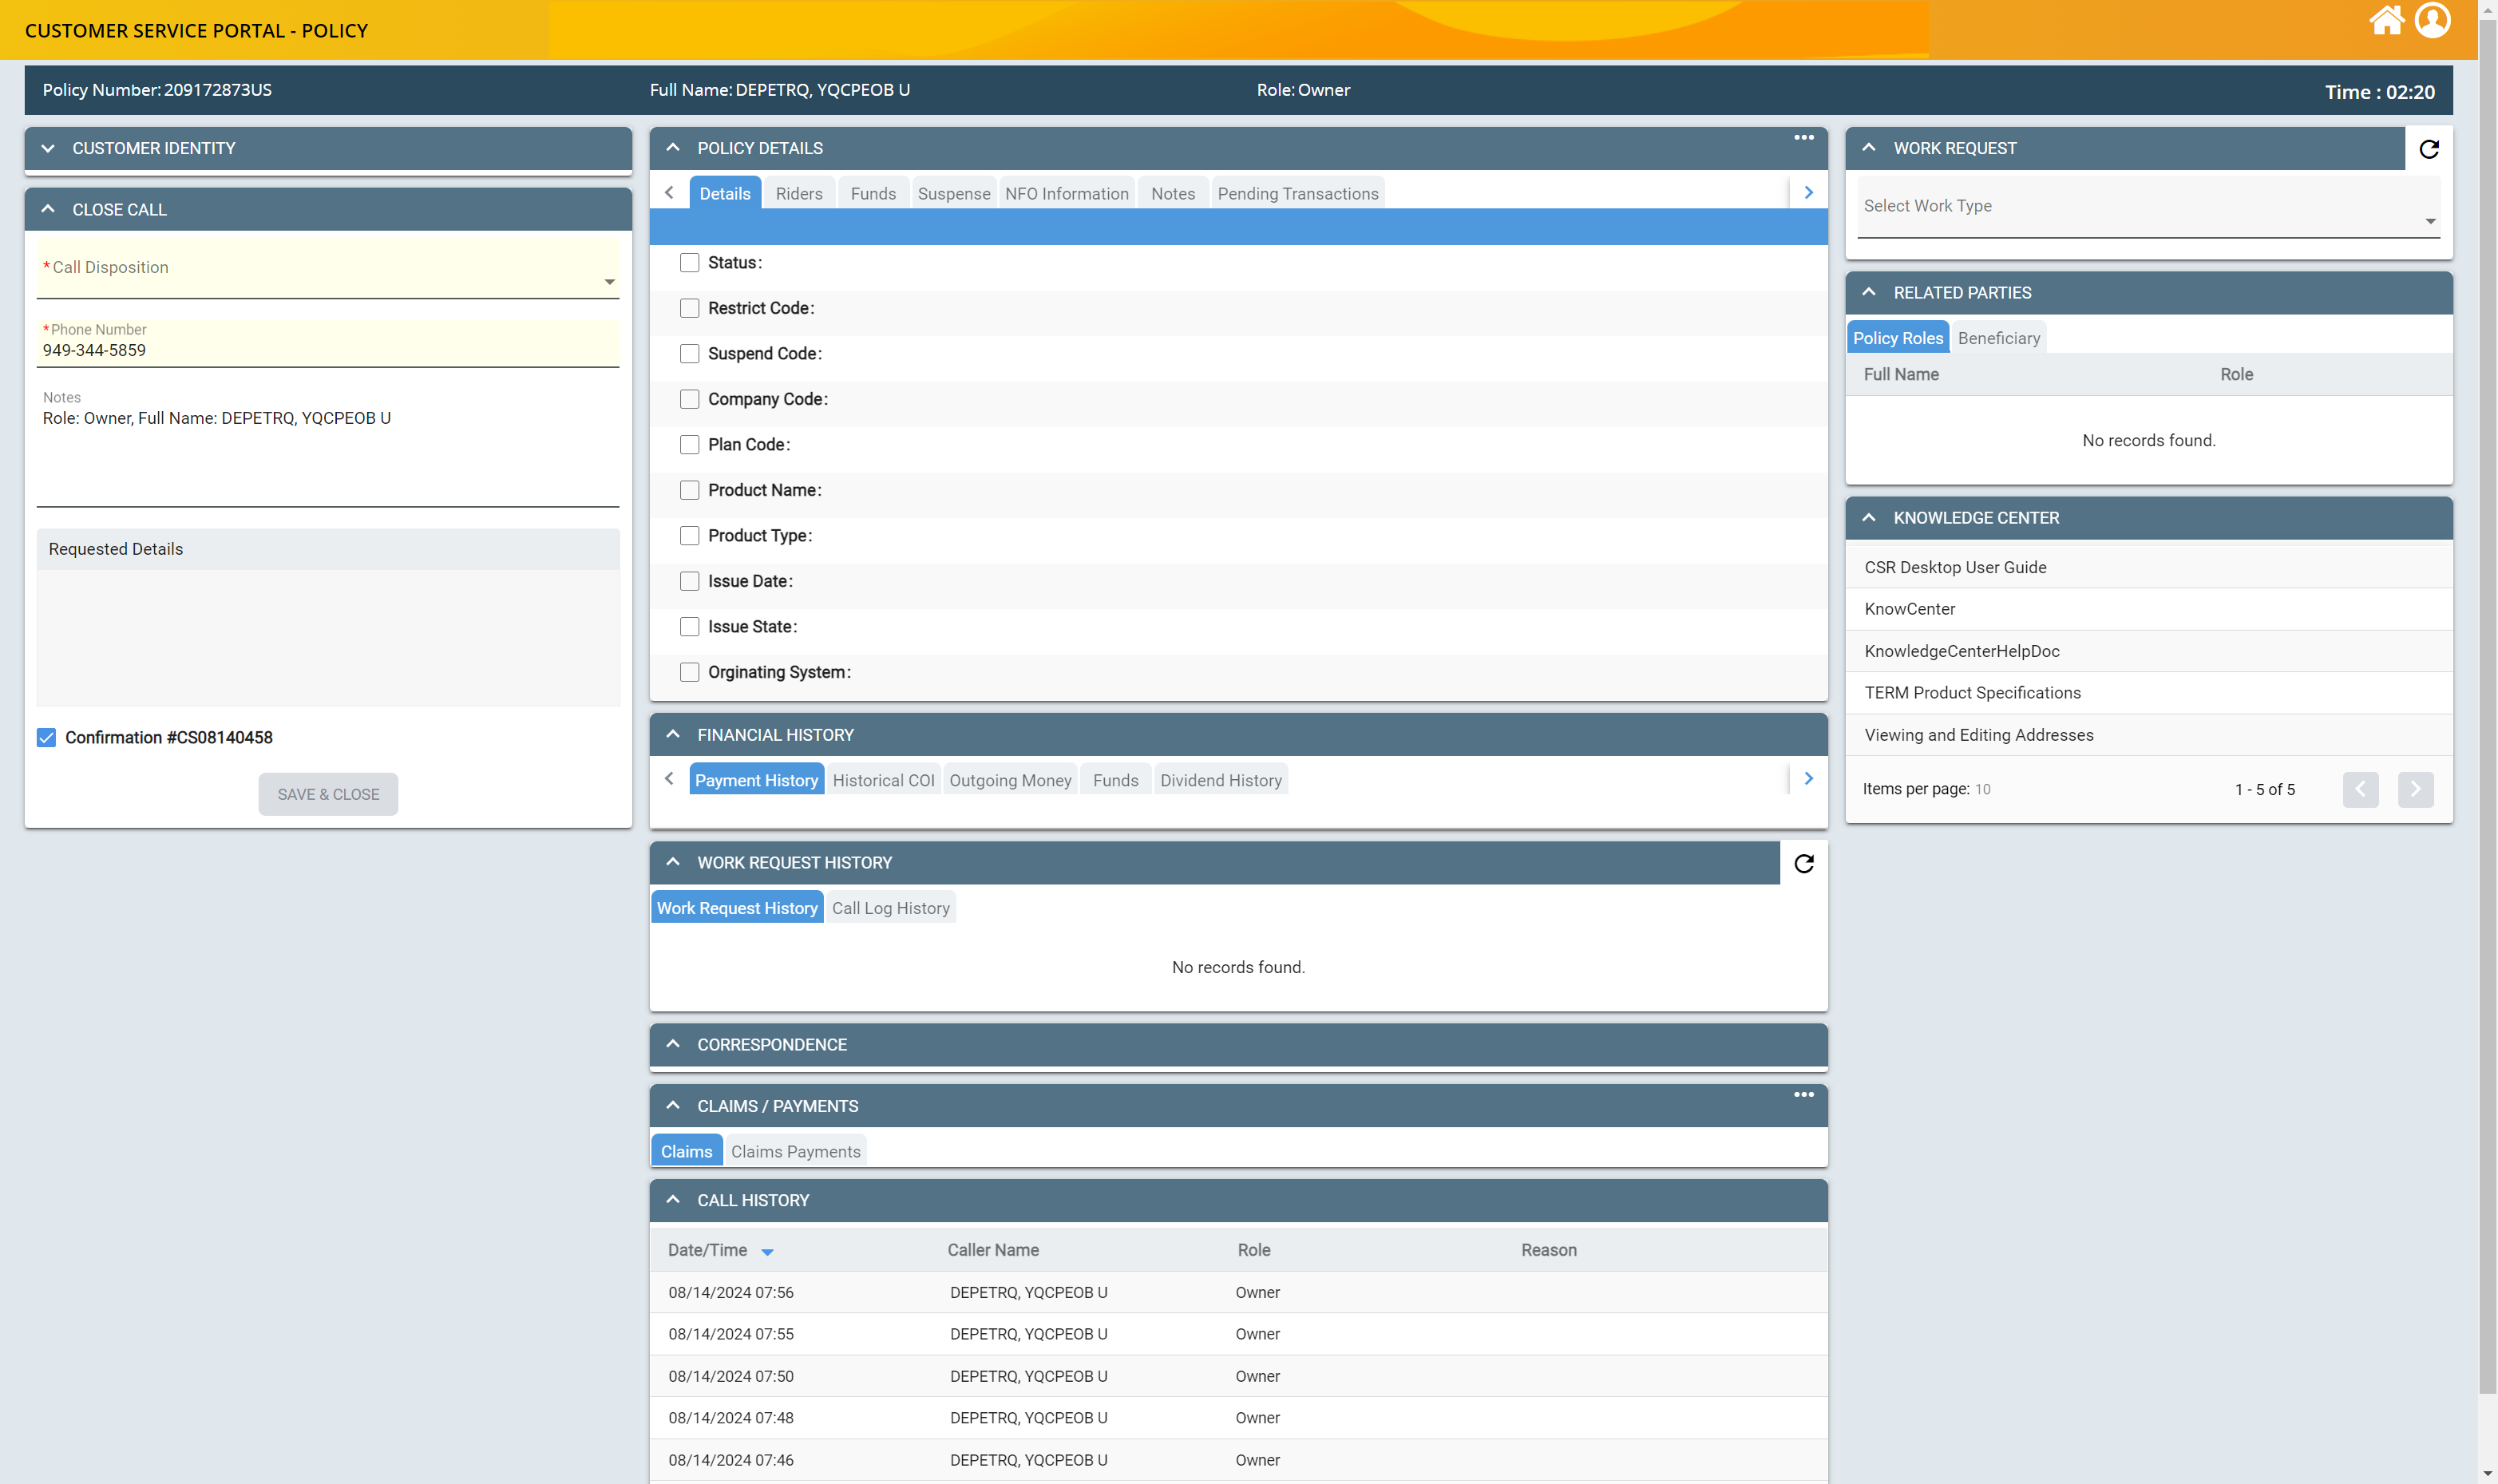 CUSTOMER SERVICE PORTAL - POLICY
Policy Number: 209172873US
Full Name: DEPETRQ, YQCPEOB U
Role: Owner
Time : 02:20
CUSTOMER IDENTITY
CLOSE CALL
*Call Disposition
*Phone Number
949-344-5859
Notes
Role: Owner, Full Name: DEPETRQ, YQCPEOB U
Requested Details
Confirmation #CS08140458
SAVE & CLOSE
POLICY DETAILS
Details Riders Funds Suspense NFO Information Notes Pending Transactions
Status:
Restrict Code:
Suspend Code:
Company Code:
Plan Code:
Product Name:
Product Type:
Issue Date:
Issue State:
Orginating System:
FINANCIAL HISTORY
Payment History Historical COI Outgoing Money Funds Dividend History
WORK REQUEST HISTORY
Work Request History Call Log History
No records found.
CORRESPONDENCE
CLAIMS / PAYMENTS
Claims Claims Payments
CALL HISTORY
Date/Time Caller Name Role Reason
08/14/2024 07:56 DEPETRQ, YQCPEOB U Owner
08/14/2024 07:55 DEPETRQ, YQCPEOB U Owner
08/14/2024 07:50 DEPETRQ, YQCPEOB U Owner
08/14/2024 07:48 DEPETRQ, YQCPEOB U Owner
08/14/2024 07:46 DEPETRQ, YQCPEOB U Owner
WORK REQUEST
Select Work Type
RELATED PARTIES
Policy Roles Beneficiary
Full Name Role
No records found.
KNOWLEDGE CENTER
CSR Desktop User Guide
KnowCenter
KnowledgeCenterHelpDoc
TERM Product Specifications
Viewing and Editing Addresses
Items per page: 10 1 - 5 of 5